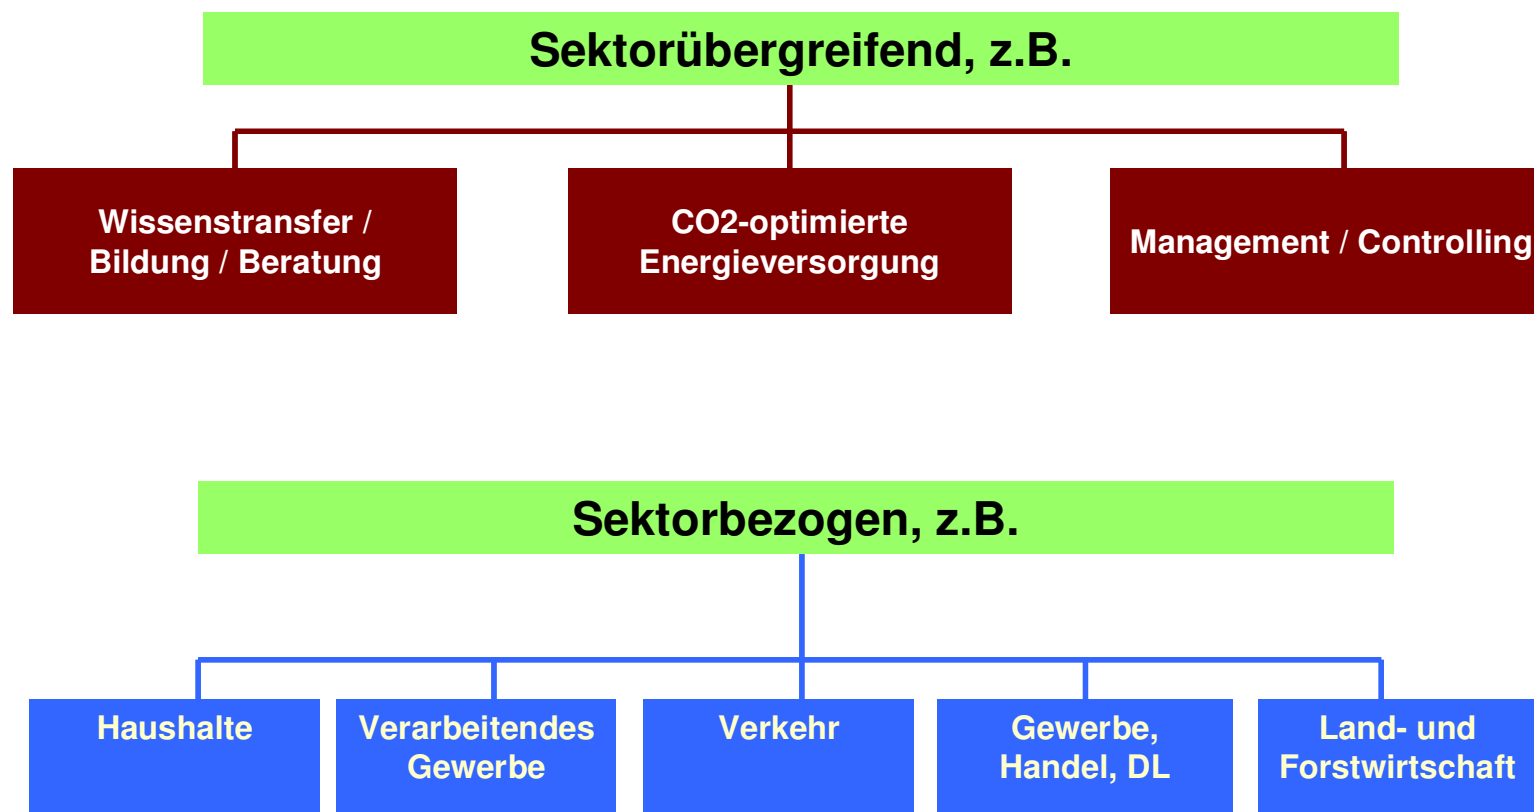 Sektorübergreifend, z.B.
Wissenstransfer /
Bildung / Beratung
CO2-optimierte
Energieversorgung
Management / Controlling
Sektorbezogen, z.B.
Haushalte
Verarbeitendes
Gewerbe
Verkehr
Gewerbe,
Handel, DL
Land- und
Forstwirtschaft